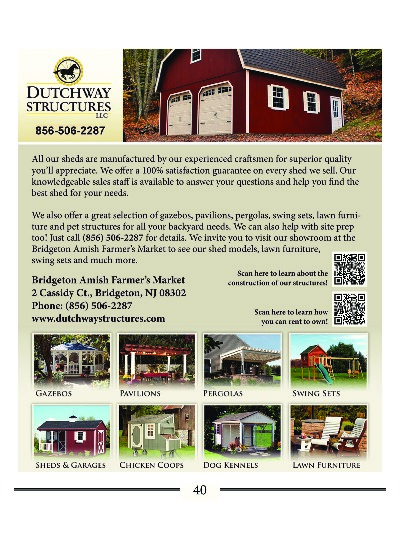 DUTCHWAY
STRUCTURES
LLC
856-506-2287
All our sheds are manufactured by our experienced craftsmen for superior quality
you'll appreciate. We offer a 100% satisfaction guarantee on every shed we sell. Our
knowledgeable sales staff is available to answer your questions and help you find the
best shed for your needs.
We also offer a great selection of gazebos, pavilions, pergolas, swing sets, lawn furni-
ture and pet structures for all your backyard needs. We can also help with site prep
too! Just call (856) 506-2287 for details. We invite you to visit our showroom at the
Bridgeton Amish Farmer's Market to see our shed models, lawn furniture,
swing sets and much more.
Scan here to learn about the
construction of our structures!
Bridgeton Amish Farmer's Market
2 Cassidy Ct., Bridgeton, NJ 08302
Phone: (856) 506-2287
www.dutchwaystructures.com
Scan here to learn how
you can rent to own!
GAZEBOS
PAVILIONS
PERGOLAS
SWING SETS
SHEDS & GARAGES
CHICKEN COOPS
DOG KENNELS
LAWN FURNITURE
40